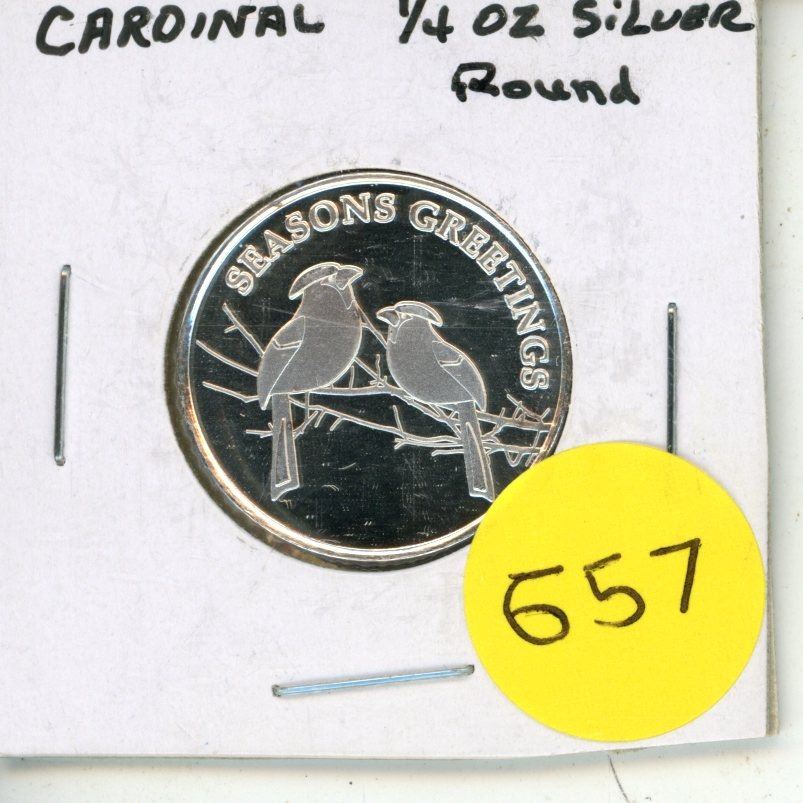 CARDINAL 1/4 OZ SiLVER
Round
SEASONS GREETINGS
657